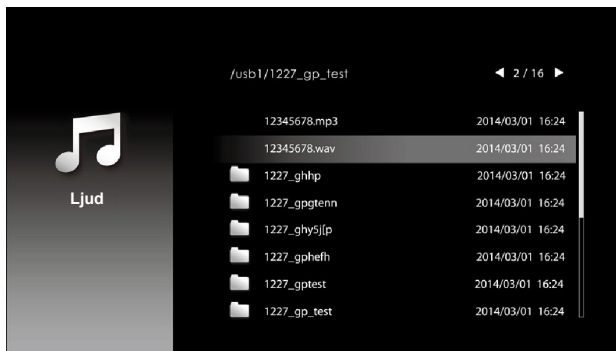 /usb1/1227_gp_test
◀ 2/16 ▶
12345678.mp3 2014/03/01 16:24
12345678.wav 2014/03/01 16:24
1227_ghhp 2014/03/01 16:24
1227_gpgtenn 2014/03/01 16:24
1227_ghy5j[p 2014/03/01 16:24
1227_gphefh 2014/03/01 16:24
1227_gptest 2014/03/01 16:24
1227_gp_test 2014/03/01 16:24
Ljud